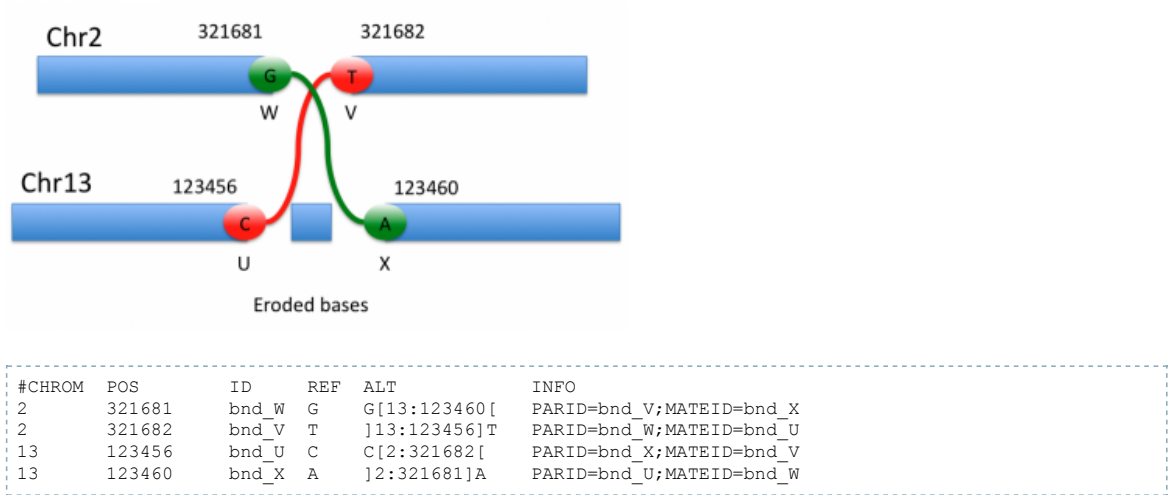 Chr2 321681 321682
G T
W V
Chr13 123456 123460
C A
U X
Eroded bases
#CHROM POS ID REF ALT INFO
2 321681 bnd_W G G[13:123460[ PARID=bnd_V;MATEID=bnd_X
2 321682 bnd_V T ]13:123456]T PARID=bnd_W;MATEID=bnd_U
13 123456 bnd_U C C[2:321682[ PARID=bnd_X;MATEID=bnd_V
13 123460 bnd_X A ]2:321681]A PARID=bnd_U;MATEID=bnd_W